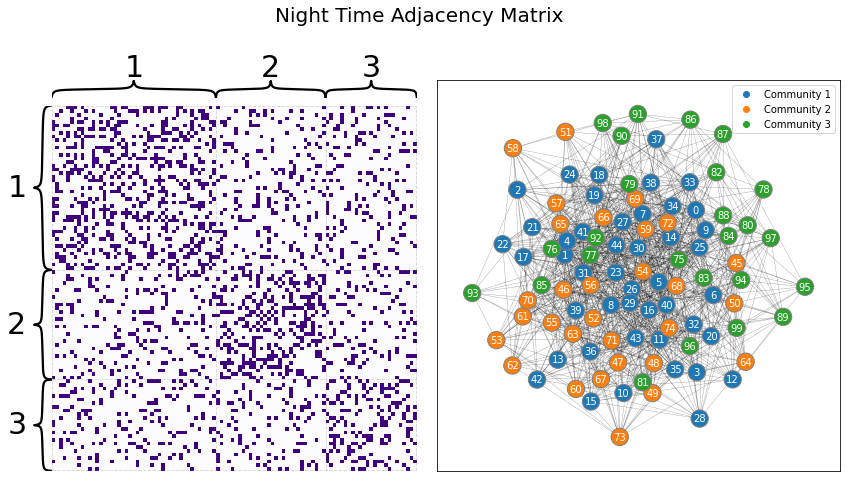 Night Time Adjacency Matrix
1 2 3
1
2
3
Community 1
Community 2
Community 3
91
98 86
51 90 37 87
58
82
24 18
79 38 33
2 19 78
57 69
34 0
66 7 88
65 27 72 80
21 41 59 9
92 14 84 97
22 4 44 30 25
76 1 77
17 75 45
31 23 54
83 94
85 46 56 26 5 68 95
93 6
70 8 29 50
61 39 16 40 89
55 52 32 99
63 74
53 71 43 11 20
36 96
13 47 48 64
62 35 3
42 67 81 12
60 10 49
15
28
73